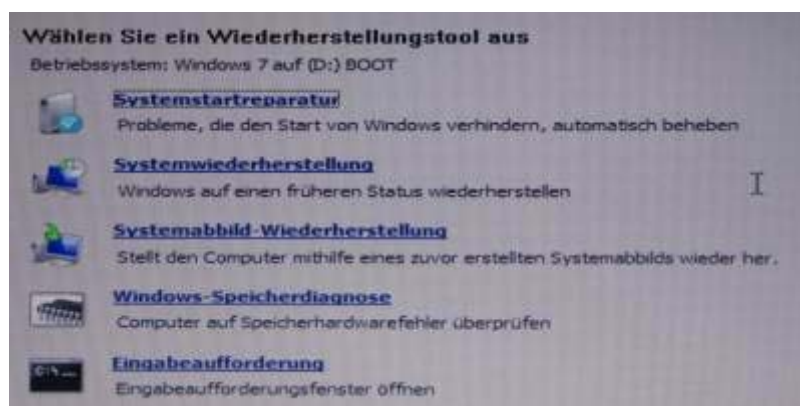 Wählen Sie ein Wiederherstellungstool aus
Betriebssystem: Windows 7 auf (D:) BOOT
Systemstartreparatur
Probleme, die den Start von Windows verhindern, automatisch beheben
Systemwiederherstellung
Windows auf einen früheren Status wiederherstellen
Systemabbild-Wiederherstellung
Stellt den Computer mithilfe eines zuvor erstellten Systemabbilds wieder her.
Windows-Speicherdiagnose
Computer auf Speicherhardwarefehler überprüfen
Eingabeaufforderung
Eingabeaufforderungsfenster öffnen